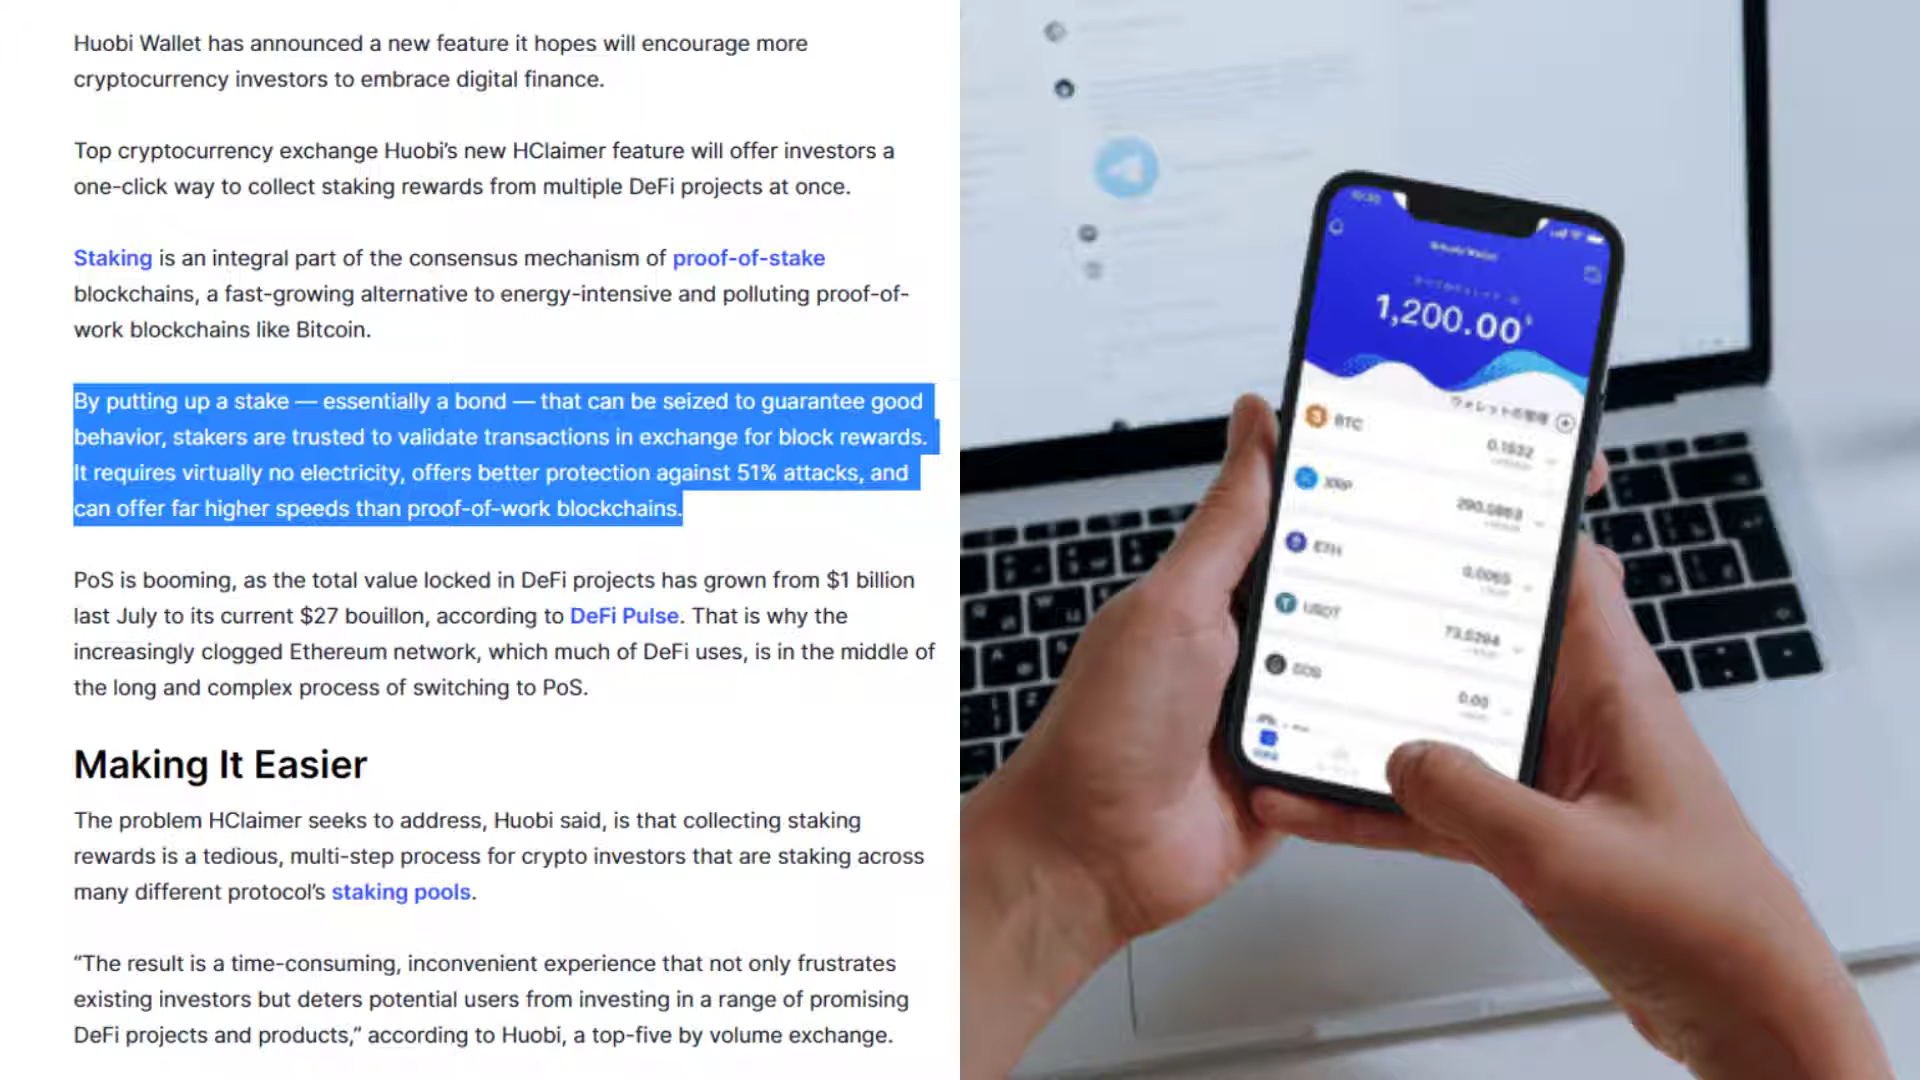 Huobi Wallet has announced a new feature it hopes will encourage more
cryptocurrency investors to embrace digital finance.
Top cryptocurrency exchange Huobi’s new HClaimer feature will offer investors a
one-click way to collect staking rewards from multiple DeFi projects at once.
Staking is an integral part of the consensus mechanism of proof-of-stake
blockchains, a fast-growing alternative to energy-intensive and polluting proof-of-
work blockchains like Bitcoin.
By putting up a stake — essentially a bond — that can be seized to guarantee good
behavior, stakers are trusted to validate transactions in exchange for block rewards.
It requires virtually no electricity, offers better protection against 51% attacks, and
can offer far higher speeds than proof-of-work blockchains.
PoS is booming, as the total value locked in DeFi projects has grown from $1 billion
last July to its current $27 bouillon, according to DeFi Pulse. That is why the
increasingly clogged Ethereum network, which much of DeFi uses, is in the middle of
the long and complex process of switching to PoS.
Making It Easier
The problem HClaimer seeks to address, Huobi said, is that collecting staking
rewards is a tedious, multi-step process for crypto investors that are staking across
many different protocol’s staking pools.
“The result is a time-consuming, inconvenient experience that not only frustrates
existing investors but deters potential users from investing in a range of promising
DeFi projects and products,” according to Huobi, a top-five by volume exchange.
1,200.00
ウォレットの管理
BTC
0.1532
XRP
ETH
0.0065
USDT
73.5294
0.00